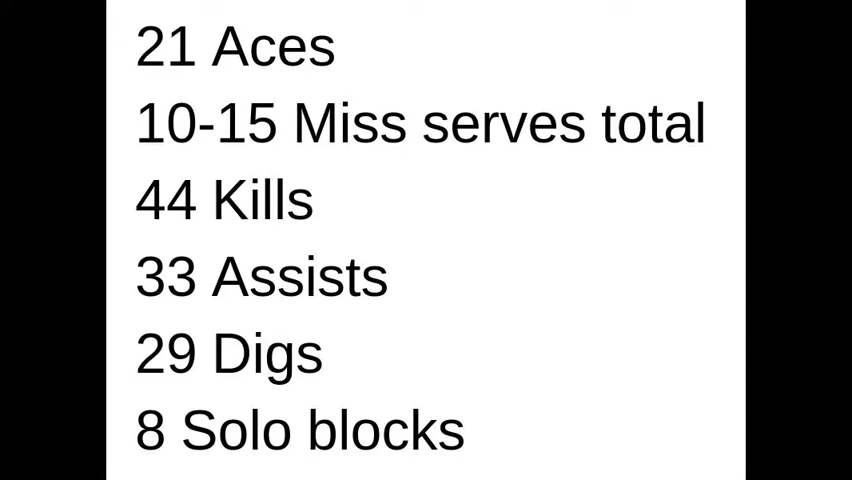 21 Aces
10-15 Miss serves total
44 Kills
33 Assists
29 Digs
8 Solo blocks